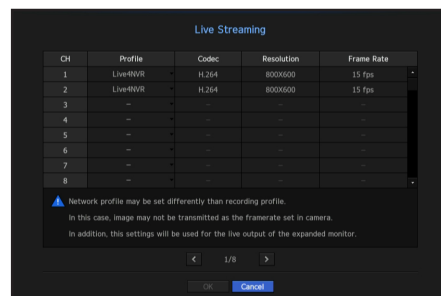 Live Streaming
CH Profile Codec Resolution Frame Rate
1 Live4NVR H.264 800X600 15 fps
2 Live4NVR H.264 800X600 15 fps
3 – – – –
4 – – – –
5 – – – –
6 – – – –
7 – – – –
8 – – – –
Network profile may be set differently than recording profile.
In this case, image may not be transmitted as the framerate set in camera.
In addition, this settings will be used for the live output of the expanded monitor.
< 1/8 >
OK Cancel